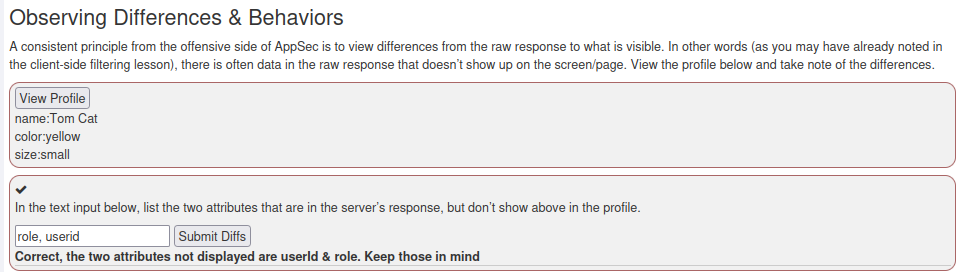 Observing Differences & Behaviors
A consistent principle from the offensive side of AppSec is to view differences from the raw response to what is visible. In other words (as you may have already noted in
the client-side filtering lesson), there is often data in the raw response that doesn't show up on the screen/page. View the profile below and take note of the differences.
View Profile
name:Tom Cat
color:yellow
size:small
✔
In the text input below, list the two attributes that are in the server's response, but don't show above in the profile.
role, userid Submit Diffs
Correct, the two attributes not displayed are userId & role. Keep those in mind